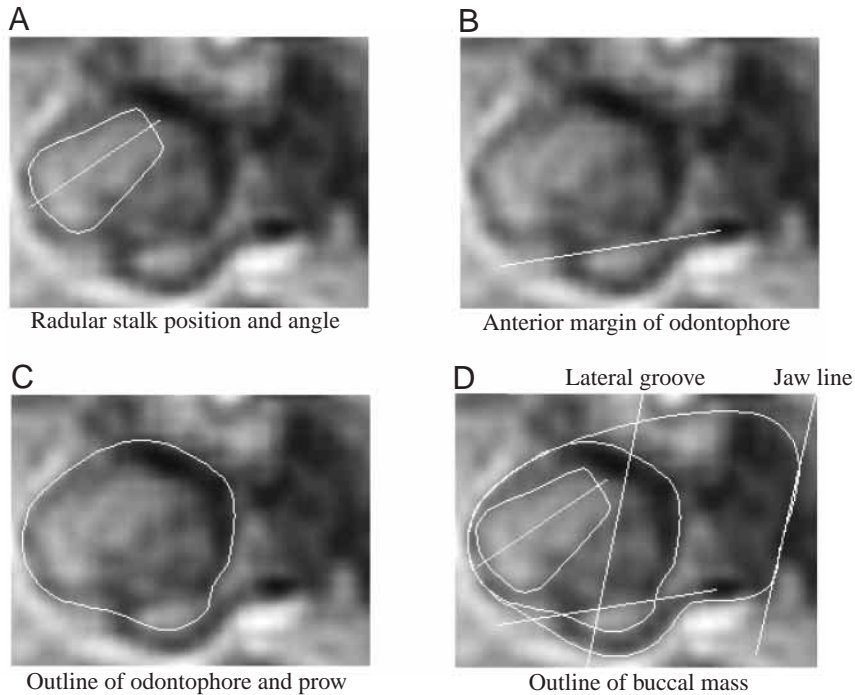 A
B
Radular stalk position and angle
Anterior margin of odontophore
C
D
Lateral groove
Jaw line
Outline of odontophore and prow
Outline of buccal mass